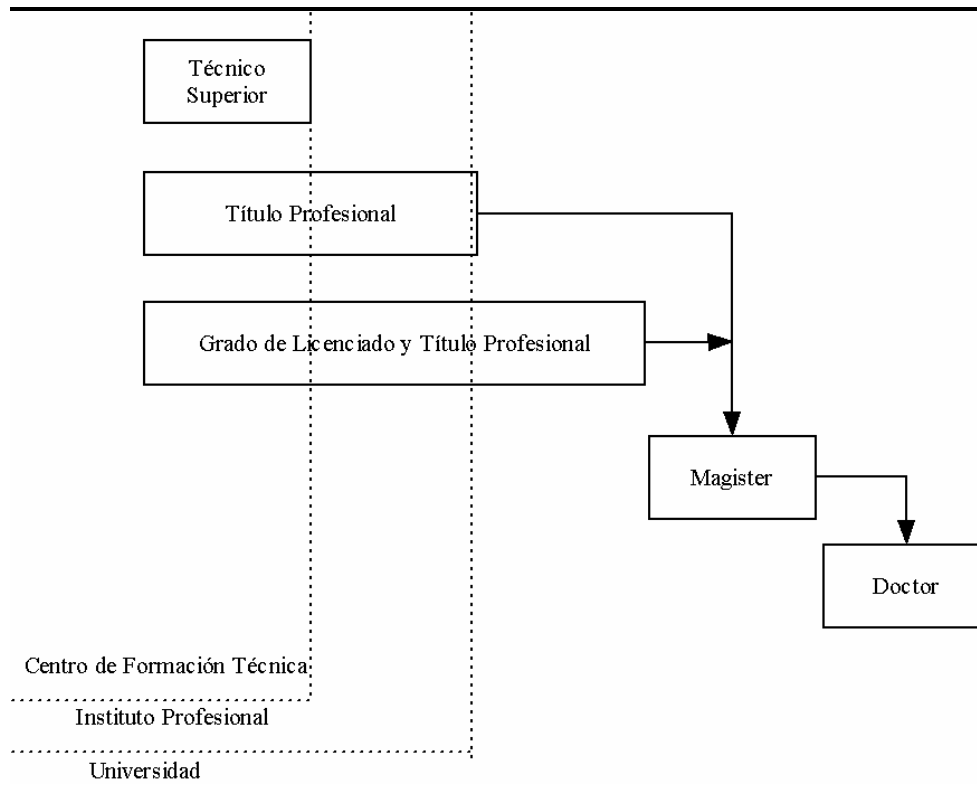 Técnico
Superior
Título Profesional
Grado de Licenciado y Título Profesional
Magister
Doctor
Centro de Formación Técnica
Instituto Profesional
Universidad